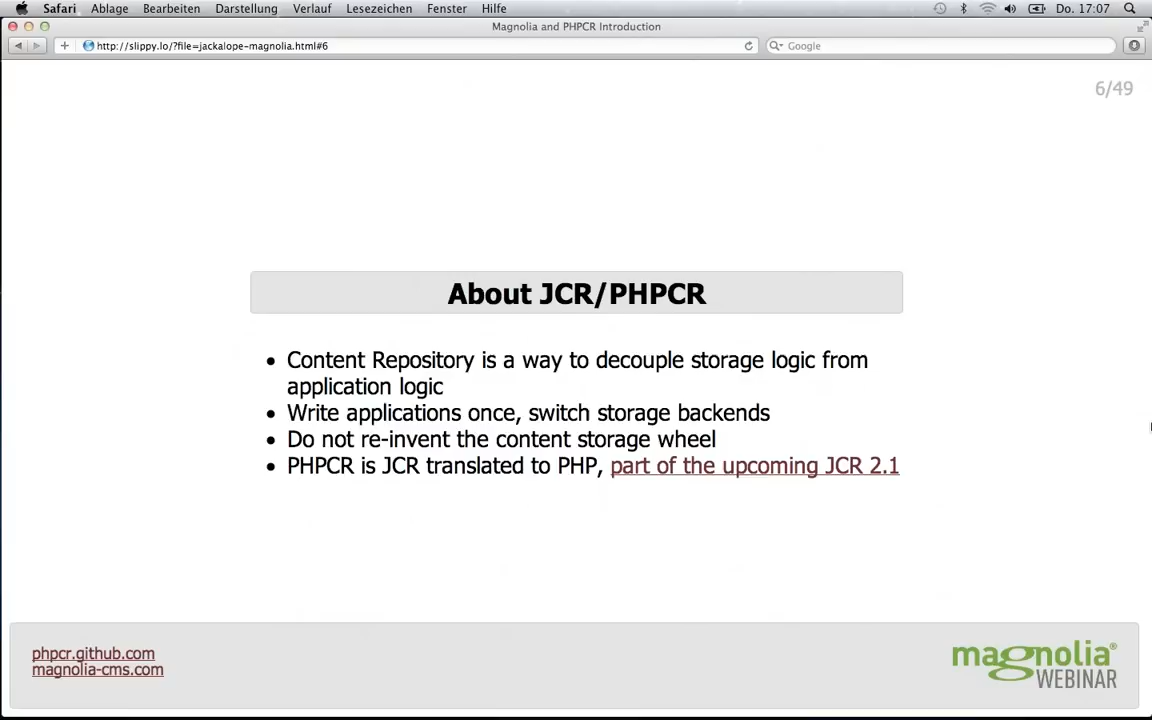 Safari Ablage Bearbeiten Darstellung Verlauf Lesezeichen Fenster Hilfe Do. 17:07
Magnolia and PHPCR Introduction
http://slippy.lo/?file=jackalope-magnolia.html#6 Google
6/49
About JCR/PHPCR
• Content Repository is a way to decouple storage logic from
application logic
• Write applications once, switch storage backends
• Do not re-invent the content storage wheel
• PHPCR is JCR translated to PHP, part of the upcoming JCR 2.1
phpcr.github.com
magnolia-cms.com
magnolia®
WEBINAR